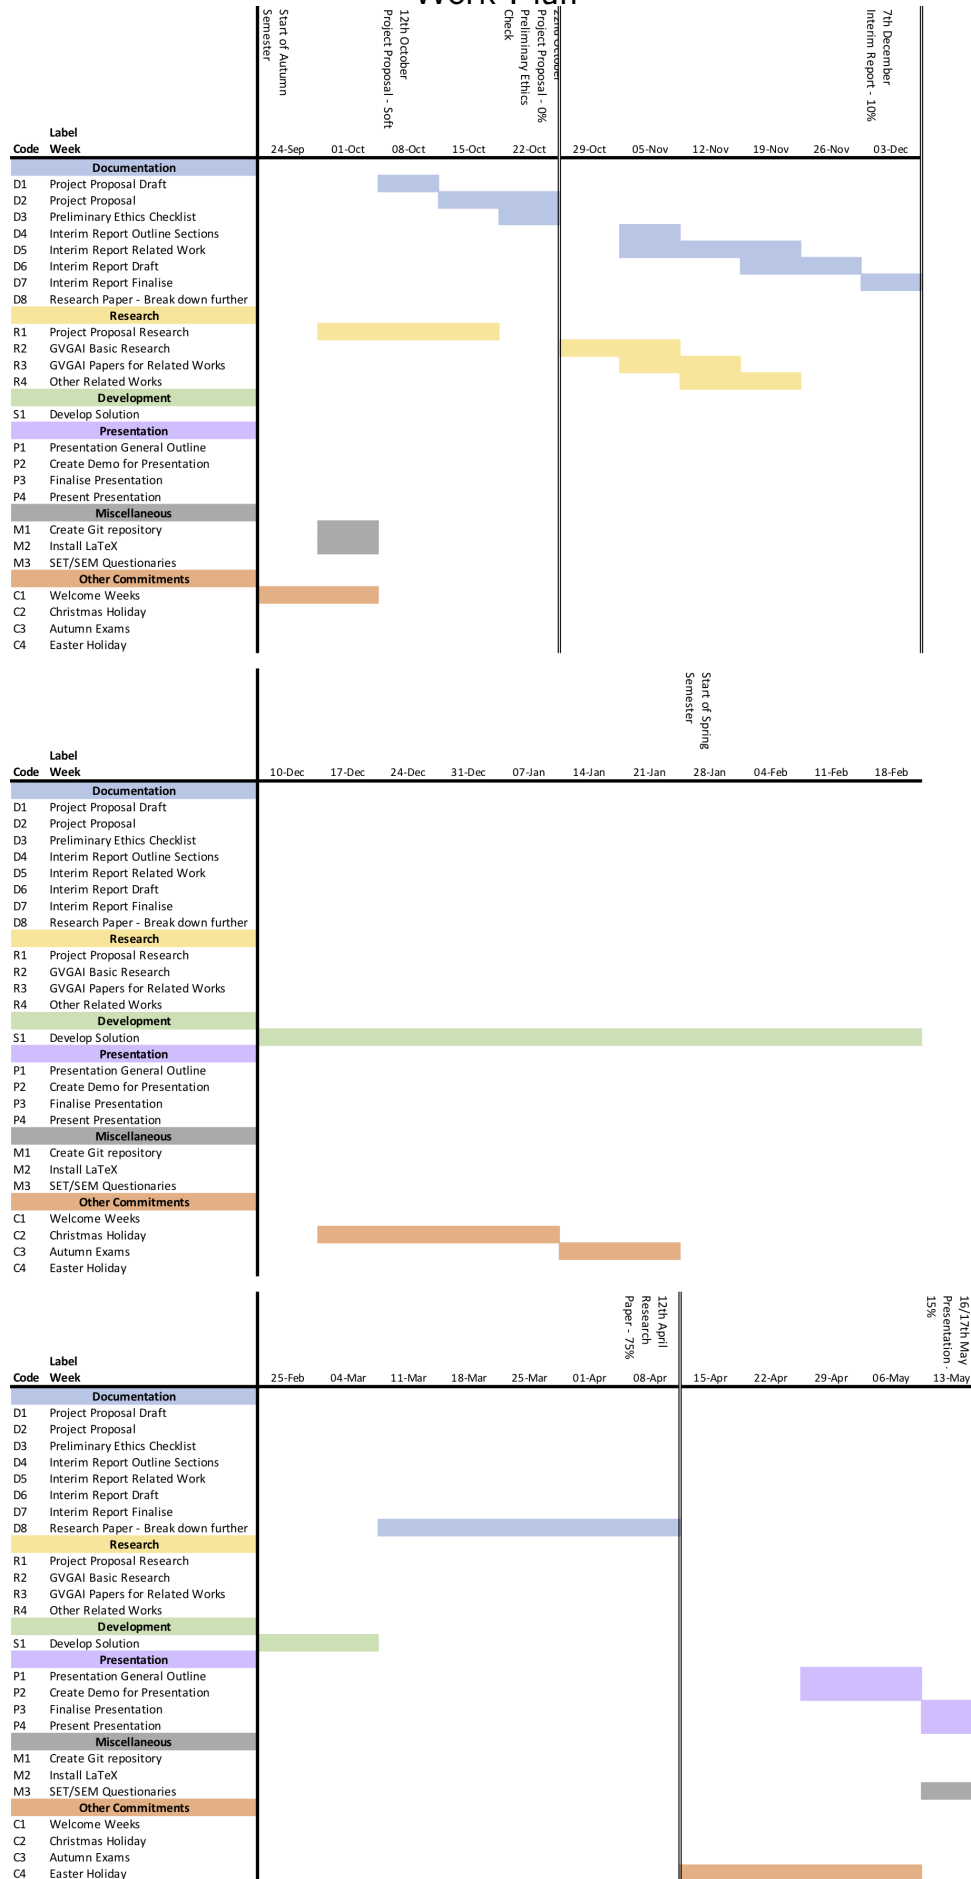 Work Plan
Start of Autumn
Semester
12th October
Project Proposal - Soft
22nd October
Project Proposal - 0%
Preliminary Ethics
Check
7th December
Interim Report - 10%
Label
Code Week 24-Sep 01-Oct 08-Oct 15-Oct 22-Oct 29-Oct 05-Nov 12-Nov 19-Nov 26-Nov 03-Dec
Documentation
D1 Project Proposal Draft
D2 Project Proposal
D3 Preliminary Ethics Checklist
D4 Interim Report Outline Sections
D5 Interim Report Related Work
D6 Interim Report Draft
D7 Interim Report Finalise
D8 Research Paper - Break down further
Research
R1 Project Proposal Research
R2 GVGAI Basic Research
R3 GVGAI Papers for Related Works
R4 Other Related Works
Development
S1 Develop Solution
Presentation
P1 Presentation General Outline
P2 Create Demo for Presentation
P3 Finalise Presentation
P4 Present Presentation
Miscellaneous
M1 Create Git repository
M2 Install LaTeX
M3 SET/SEM Questionaries
Other Commitments
C1 Welcome Weeks
C2 Christmas Holiday
C3 Autumn Exams
C4 Easter Holiday
Start of Spring
Semester
Label
Code Week 10-Dec 17-Dec 24-Dec 31-Dec 07-Jan 14-Jan 21-Jan 28-Jan 04-Feb 11-Feb 18-Feb
Documentation
D1 Project Proposal Draft
D2 Project Proposal
D3 Preliminary Ethics Checklist
D4 Interim Report Outline Sections
D5 Interim Report Related Work
D6 Interim Report Draft
D7 Interim Report Finalise
D8 Research Paper - Break down further
Research
R1 Project Proposal Research
R2 GVGAI Basic Research
R3 GVGAI Papers for Related Works
R4 Other Related Works
Development
S1 Develop Solution
Presentation
P1 Presentation General Outline
P2 Create Demo for Presentation
P3 Finalise Presentation
P4 Present Presentation
Miscellaneous
M1 Create Git repository
M2 Install LaTeX
M3 SET/SEM Questionaries
Other Commitments
C1 Welcome Weeks
C2 Christmas Holiday
C3 Autumn Exams
C4 Easter Holiday
12th April
Research
Paper - 75%
16/17th May
Presentation -
15%
Label
Code Week 25-Feb 04-Mar 11-Mar 18-Mar 25-Mar 01-Apr 08-Apr 15-Apr 22-Apr 29-Apr 06-May 13-May
Documentation
D1 Project Proposal Draft
D2 Project Proposal
D3 Preliminary Ethics Checklist
D4 Interim Report Outline Sections
D5 Interim Report Related Work
D6 Interim Report Draft
D7 Interim Report Finalise
D8 Research Paper - Break down further
Research
R1 Project Proposal Research
R2 GVGAI Basic Research
R3 GVGAI Papers for Related Works
R4 Other Related Works
Development
S1 Develop Solution
Presentation
P1 Presentation General Outline
P2 Create Demo for Presentation
P3 Finalise Presentation
P4 Present Presentation
Miscellaneous
M1 Create Git repository
M2 Install LaTeX
M3 SET/SEM Questionaries
Other Commitments
C1 Welcome Weeks
C2 Christmas Holiday
C3 Autumn Exams
C4 Easter Holiday